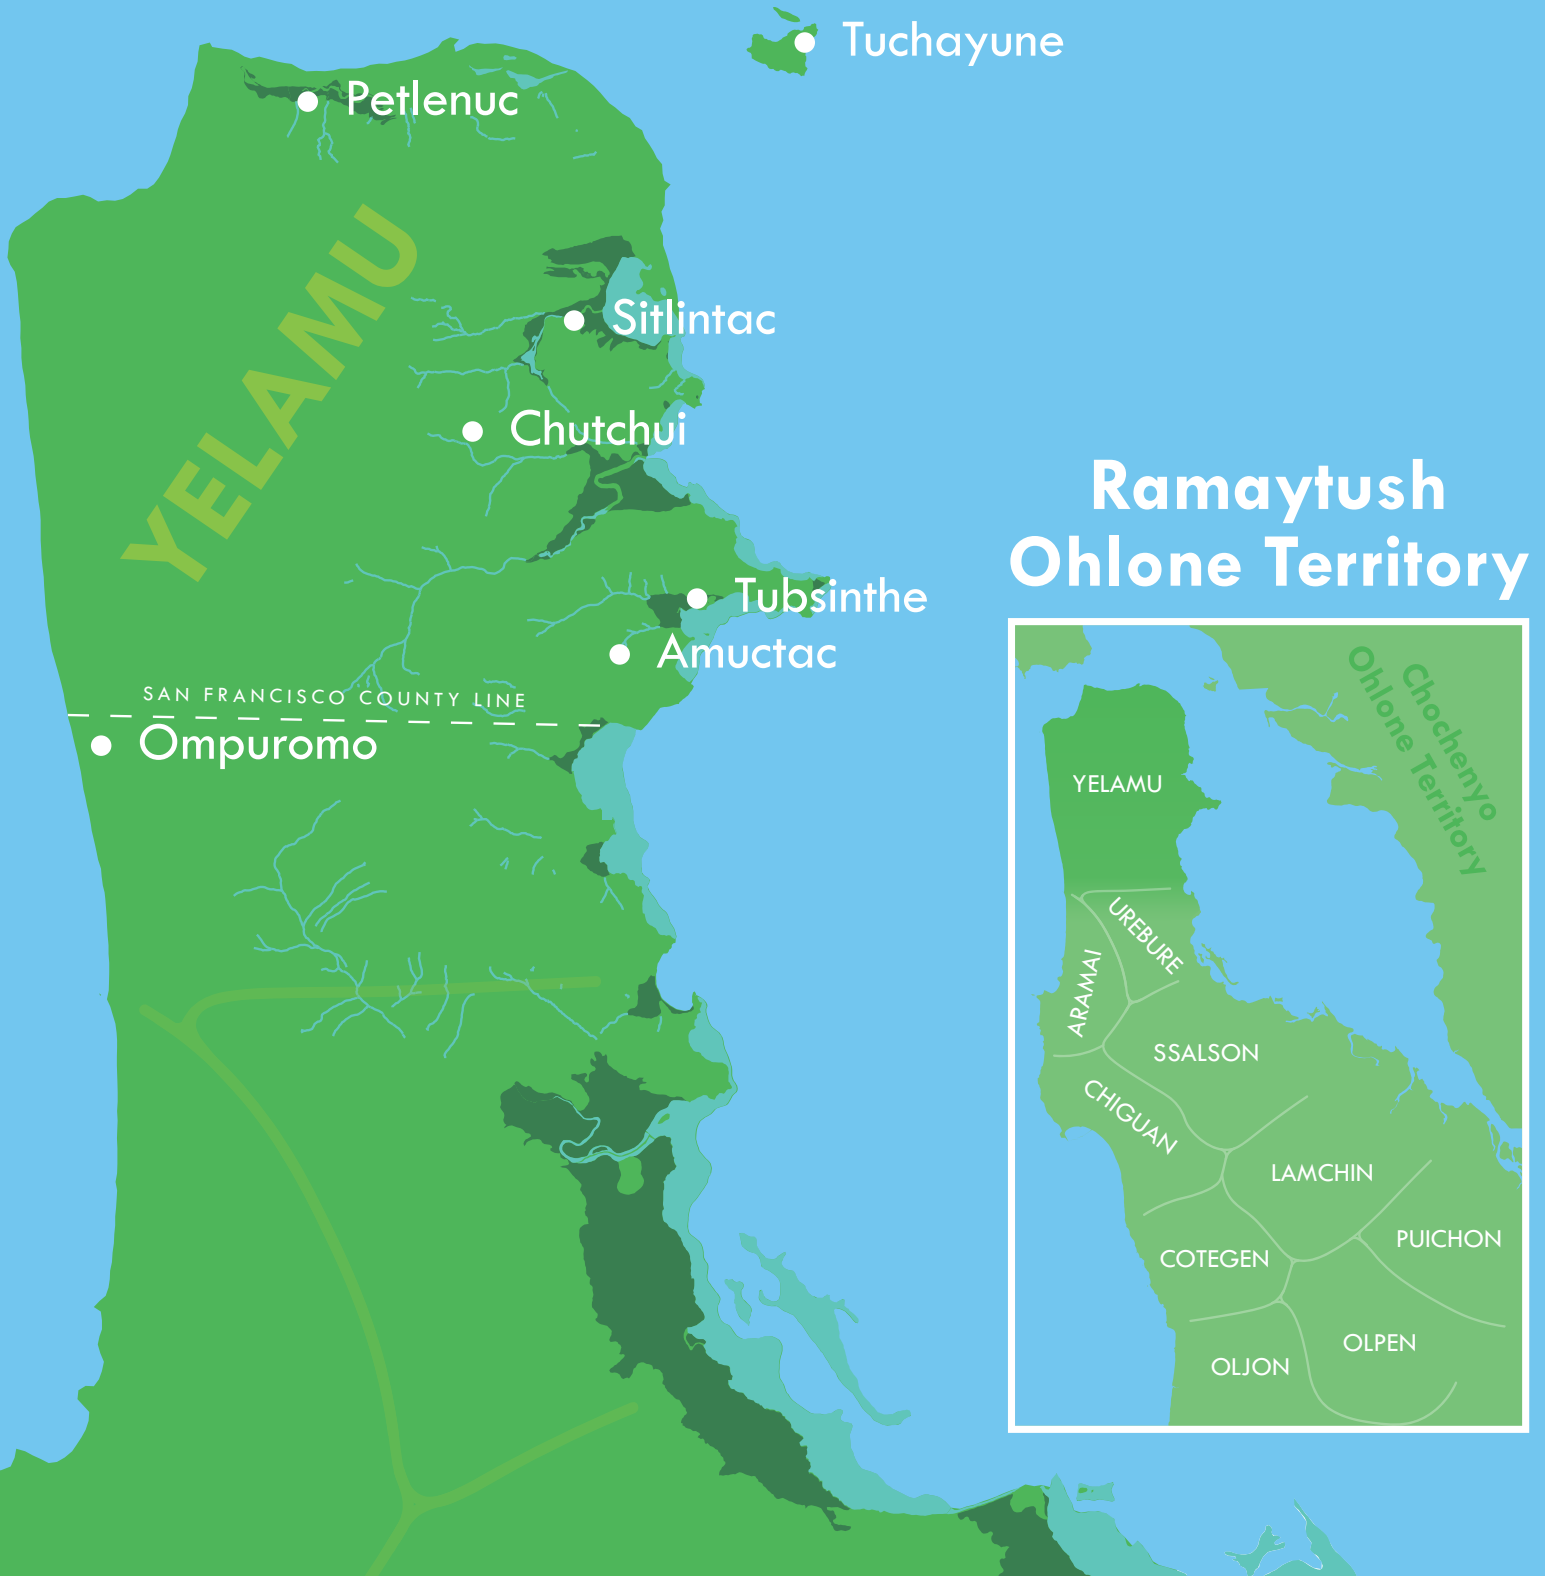 Tuchayune
Petlenuc
YELAMU
Sitlintac
Chutchui
Tubsinthe
Amuctac
SAN FRANCISCO COUNTY LINE
Ompuromo
Ramaytush
Ohlone Territory
Chochenyo
Ohlone Territory
YELAMU
UREBURE
ARAMAI
SSALSON
CHIGUAN
LAMCHIN
PUICHON
COTEGEN
OLPEN
OLJON